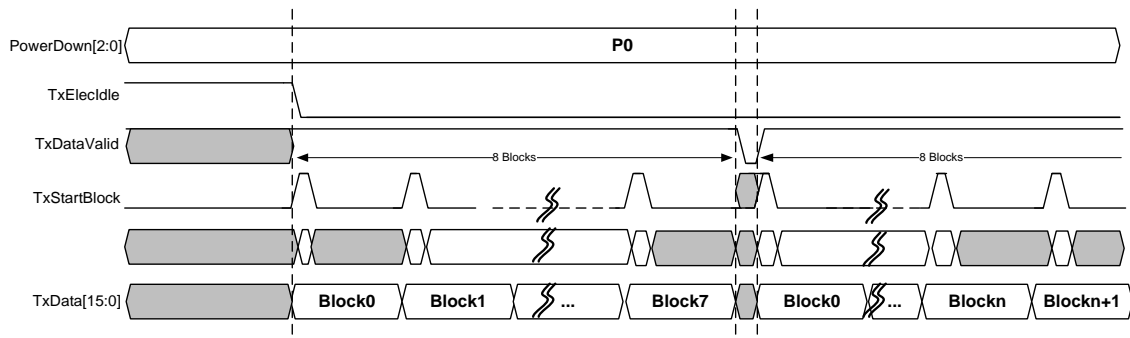 PowerDown[2:0]
P0
TxElecIdle
TxDataValid
8 Blocks
8 Blocks
TxStartBlock
TxData[15:0]
Block0
Block1
...
Block7
Block0
...
Blockn
Blockn+1